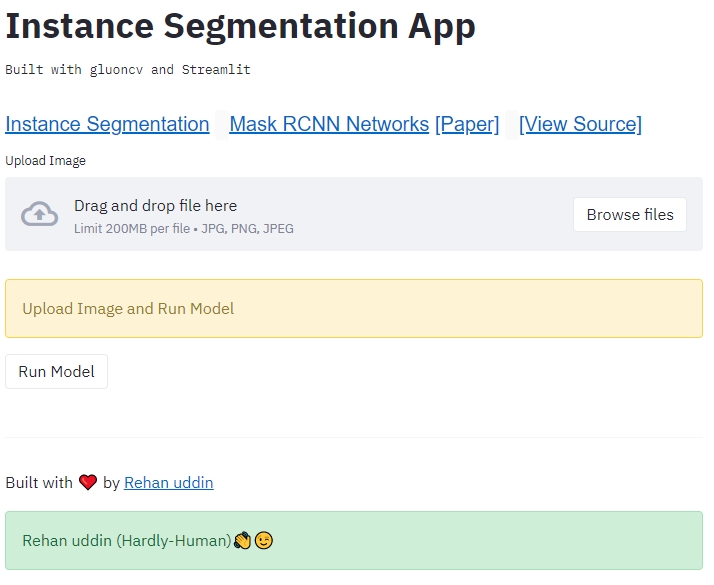 Instance Segmentation App
Built with gluoncv and Streamlit
Instance Segmentation Mask RCNN Networks [Paper] [View Source]
Upload Image
Drag and drop file here
Limit 200MB per file • JPG, PNG, JPEG
Browse files
Upload Image and Run Model
Run Model
Built with ❤️ by Rehan uddin
Rehan uddin (Hardly-Human)👏😉